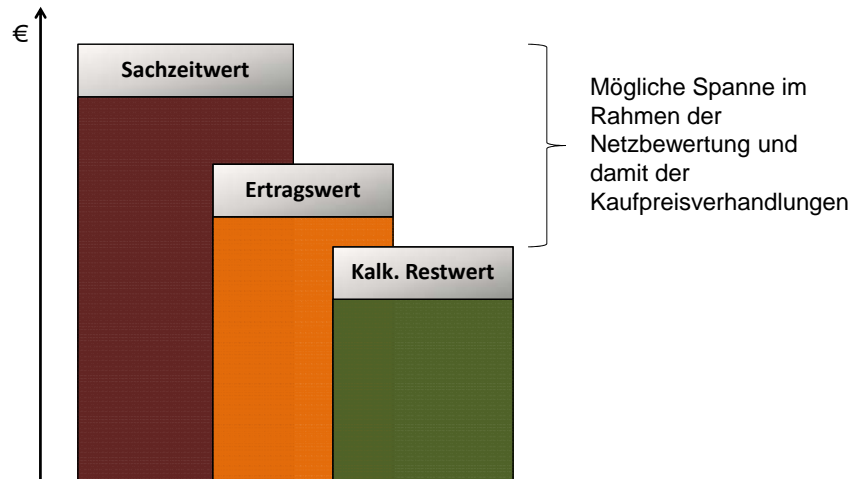 €
Sachzeitwert
Ertragswert
Kalk. Restwert
Mögliche Spanne im
Rahmen der
Netzbewertung und
damit der
Kaufpreisverhandlungen